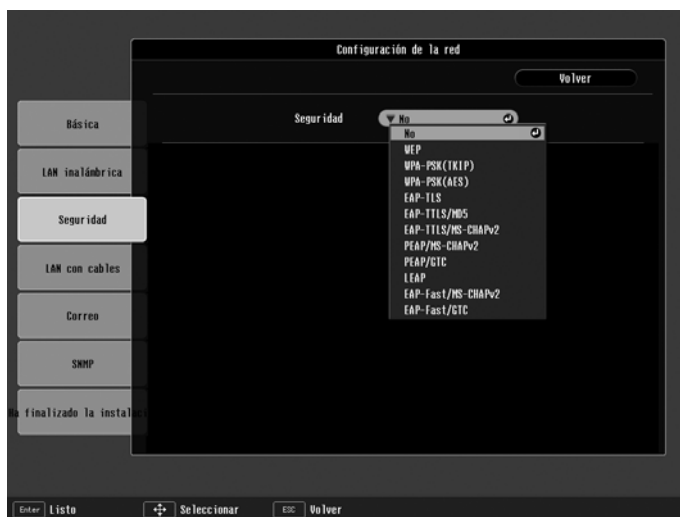 Configuración de la red
Volver
Seguridad
No
No
WEP
WPA-PSK(TKIP)
WPA-PSK(AES)
EAP-TLS
EAP-TTLS/MD5
EAP-TTLS/MS-CHAPv2
PEAP/MS-CHAPv2
PEAP/GTC
LEAP
EAP-Fast/MS-CHAPv2
EAP-Fast/GTC
Básica
LAN inalámbrica
Seguridad
LAN con cables
Correo
SNMP
Ha finalizado la instalaci
Enter Listo
Seleccionar
ESC Volver